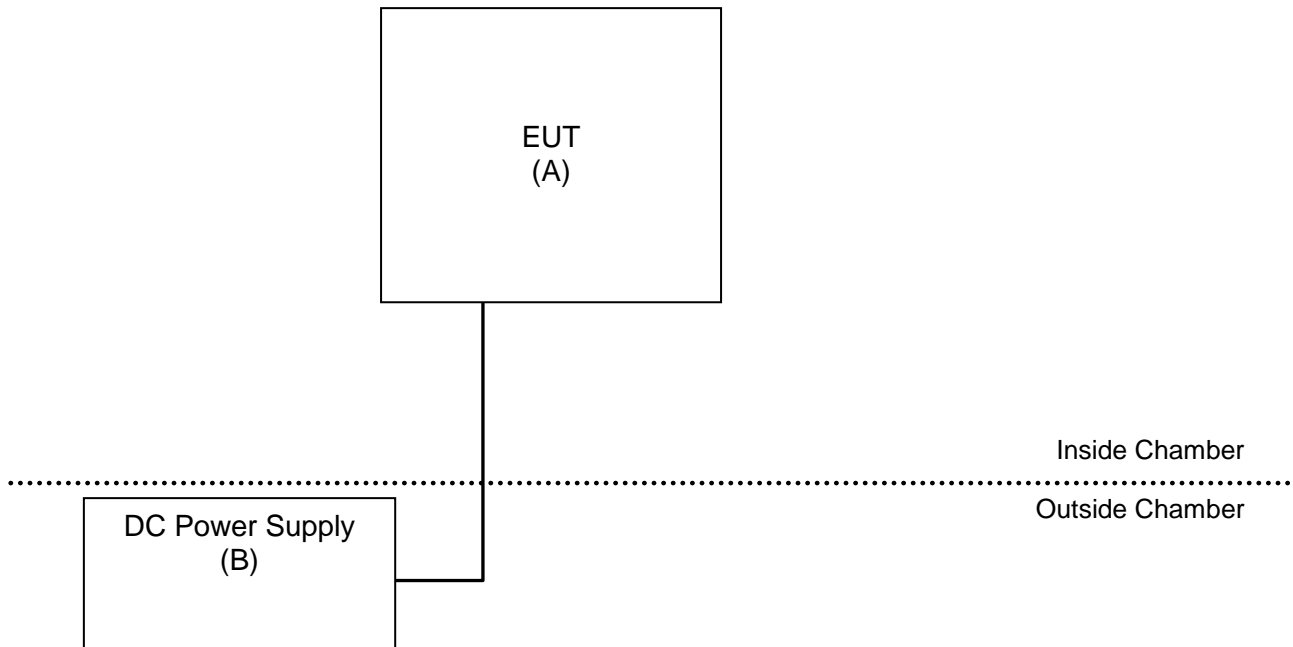 EUT
(A)
Inside Chamber
Outside Chamber
DC Power Supply
(B)